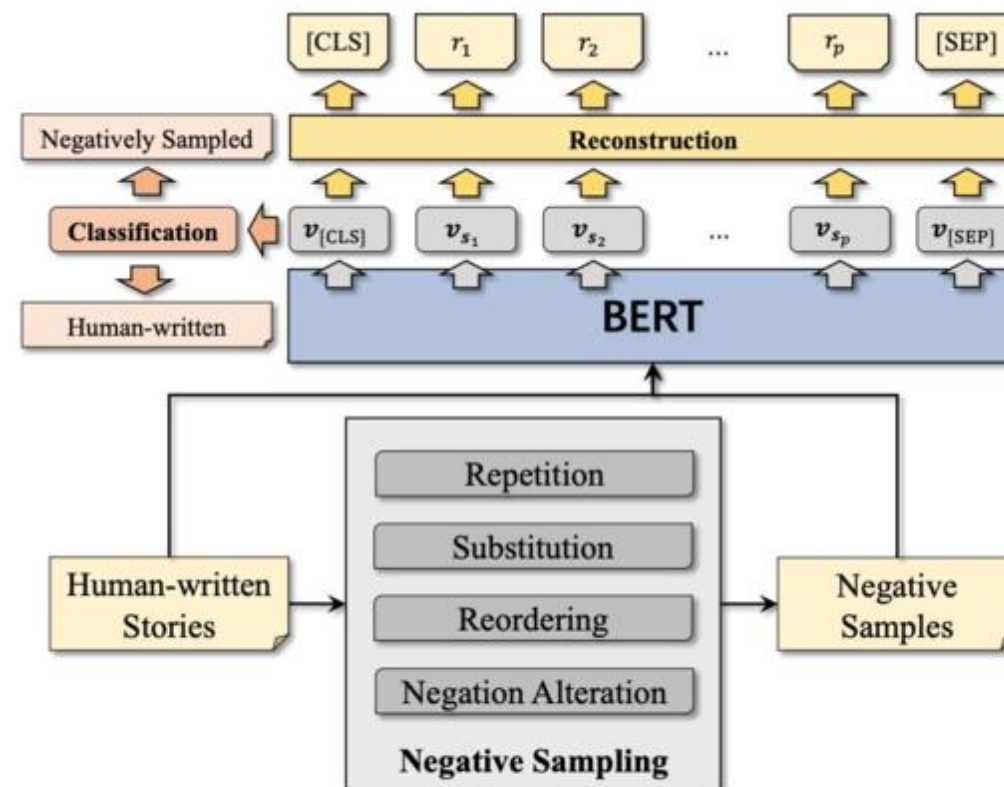 [CLS] r₁ r₂ ... rₚ [SEP]
Negatively Sampled
Reconstruction
Classification
v[CLS] vs₁ vs₂ ... vsₚ v[SEP]
Human-written
BERT
Repetition
Substitution
Human-written
Stories
Reordering
Negative
Samples
Negation Alteration
Negative Sampling